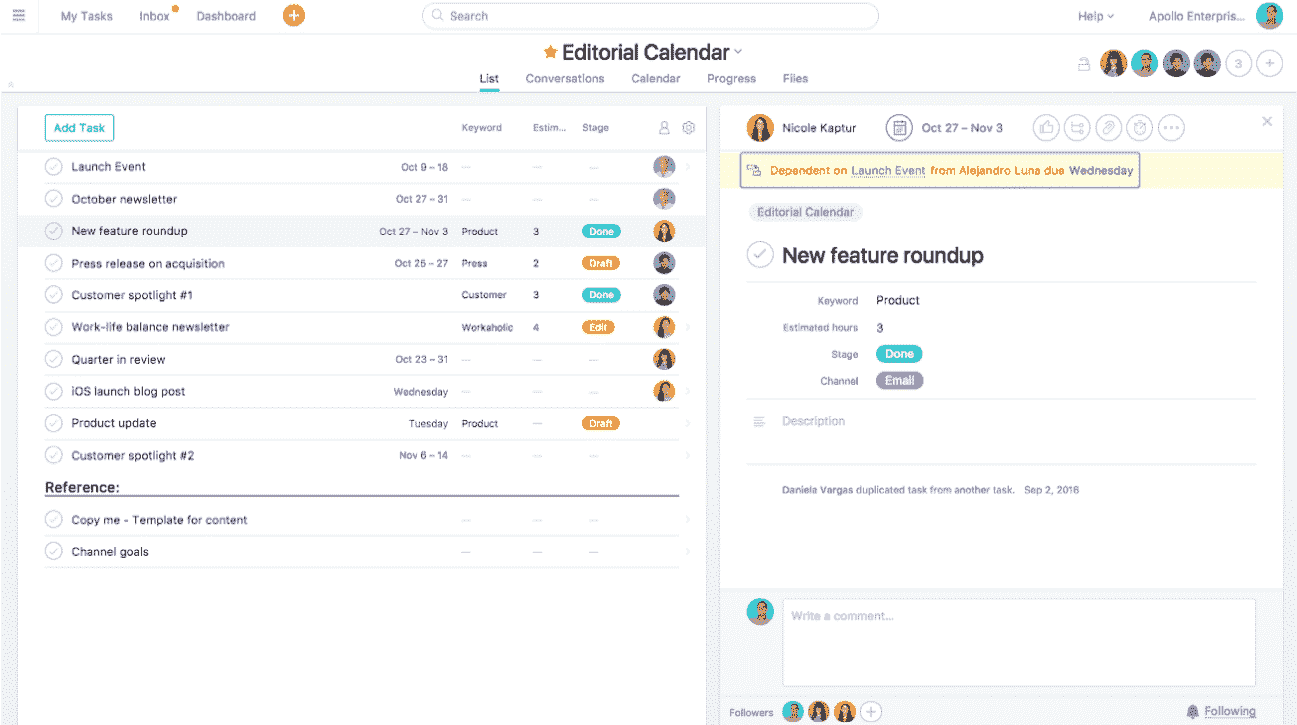 My Tasks Inbox Dashboard + Search Help Apollo Enterpris...
Editorial Calendar
List Conversations Calendar Progress Files
3 +
Add Task Keyword Estim... Stage
Launch Event Oct 9 – 18 — — —
October newsletter Oct 27 – 31 — — —
New feature roundup Oct 27 – Nov 3 Product 3 Done
Press release on acquisition Oct 25 – 27 Press 2 Draft
Customer spotlight #1 Customer 3 Done
Work-life balance newsletter Workaholic 4 Edit
Quarter in review Oct 23 – 31 — — —
iOS launch blog post Wednesday — — —
Product update Tuesday Product — Draft
Customer spotlight #2 Nov 6 – 14 — — —
Reference:
Copy me - Template for content — — —
Channel goals — — —
Nicole Kaptur Oct 27 – Nov 3
Dependent on Launch Event from Alejandro Luna due Wednesday
Editorial Calendar
New feature roundup
Keyword Product
Estimated hours 3
Stage Done
Channel Email
Description
Daniela Vargas duplicated task from another task. Sep 2, 2016
Write a comment...
Followers + Following